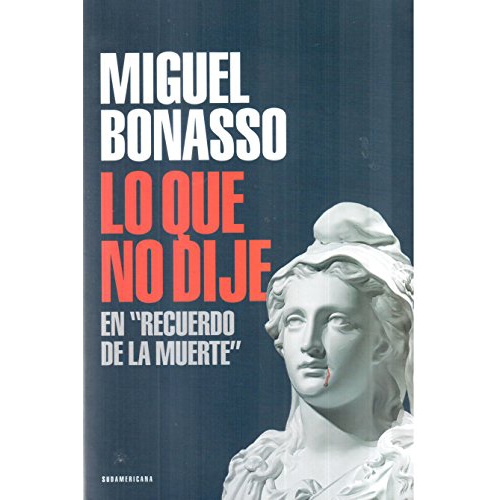 MIGUEL
BONASSO
LO QUE
NO DIJE
EN “RECUERDO
DE LA MUERTE”
SUDAMERICANA